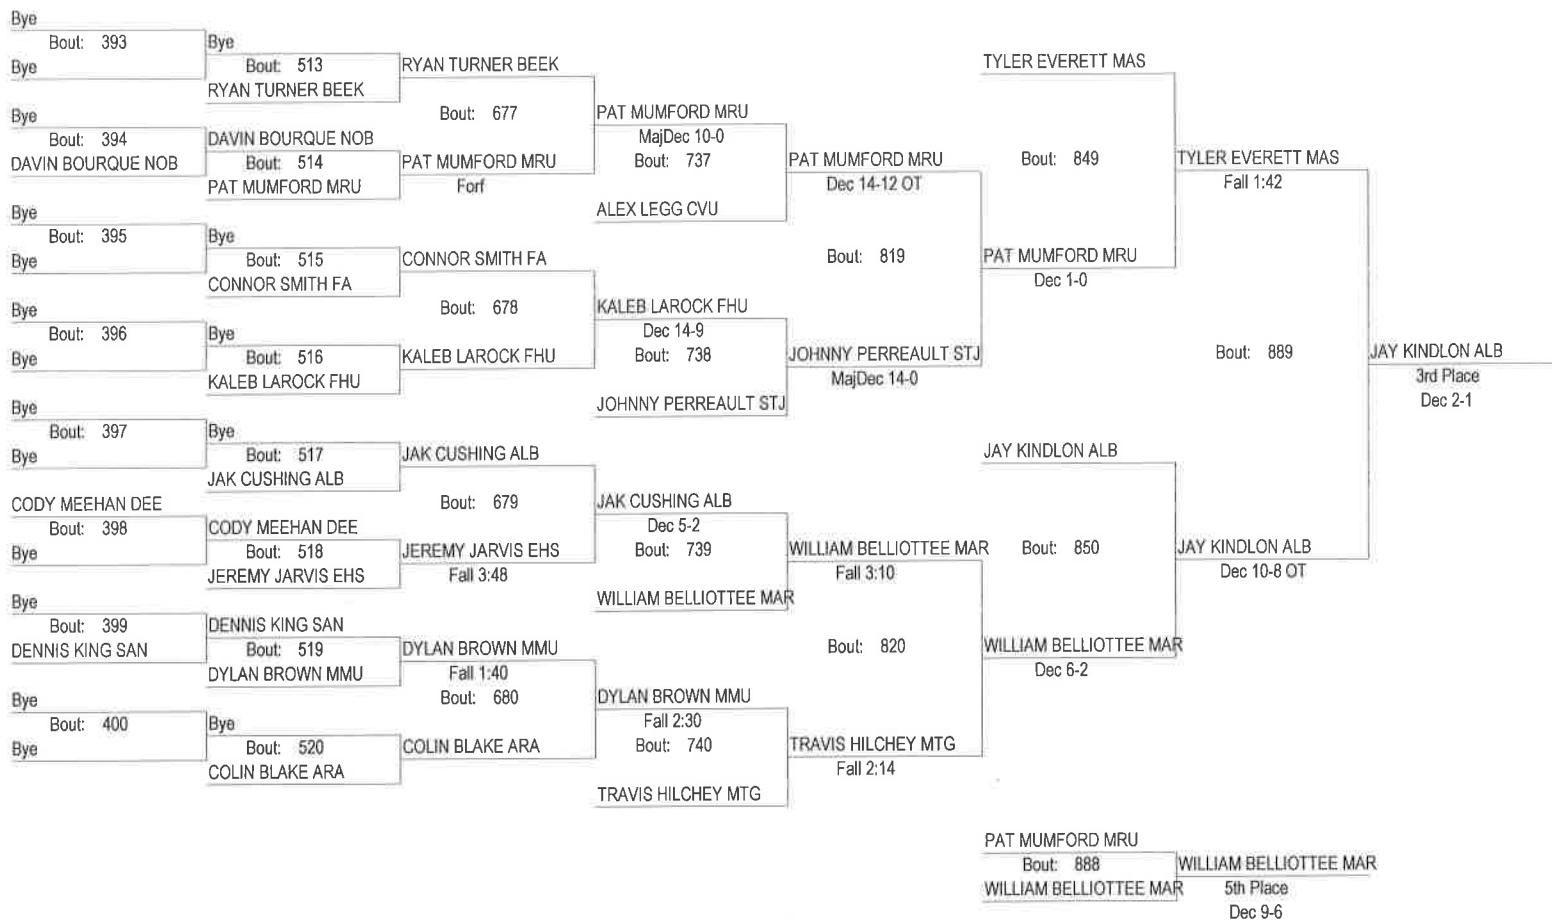 Bye
Bout: 393
Bye
Bye
Bout: 513
RYAN TURNER BEEK
RYAN TURNER BEEK
Bye
Bout: 394
DAVIN BOURQUE NOB
DAVIN BOURQUE NOB
Bout: 514
PAT MUMFORD MRU
Bout: 677
PAT MUMFORD MRU
Forf
PAT MUMFORD MRU
MajDec 10-0
Bout: 737
ALEX LEGG CVU
PAT MUMFORD MRU
Dec 14-12 OT
Bye
Bout: 395
Bye
Bye
Bout: 515
CONNOR SMITH FA
CONNOR SMITH FA
Bye
Bout: 396
Bye
Bye
Bout: 516
KALEB LAROCK FHU
Bout: 678
KALEB LAROCK FHU
KALEB LAROCK FHU
Dec 14-9
Bout: 738
JOHNNY PERREAULT STJ
JOHNNY PERREAULT STJ
MajDec 14-0
Bout: 819
TYLER EVERETT MAS
Bout: 849
PAT MUMFORD MRU
Dec 1-0
TYLER EVERETT MAS
Fall 1:42
Bye
Bout: 397
Bye
Bye
Bout: 517
JAK CUSHING ALB
JAK CUSHING ALB
CODY MEEHAN DEE
Bout: 398
Bye
CODY MEEHAN DEE
Bout: 518
JEREMY JARVIS EHS
Bout: 679
JEREMY JARVIS EHS
Fall 3:48
JAK CUSHING ALB
Dec 5-2
Bout: 739
WILLIAM BELLIOTTEE MAR
WILLIAM BELLIOTTEE MAR
Fall 3:10
Bye
Bout: 399
DENNIS KING SAN
DENNIS KING SAN
Bout: 519
DYLAN BROWN MMU
DYLAN BROWN MMU
Fall 1:40
Bye
Bout: 400
Bye
Bye
Bout: 520
COLIN BLAKE ARA
Bout: 680
COLIN BLAKE ARA
DYLAN BROWN MMU
Fall 2:30
Bout: 740
TRAVIS HILCHEY MTG
TRAVIS HILCHEY MTG
Fall 2:14
Bout: 820
JAY KINDLON ALB
Bout: 850
WILLIAM BELLIOTTEE MAR
Dec 6-2
JAY KINDLON ALB
Dec 10-8 OT
Bout: 889
JAY KINDLON ALB
3rd Place
Dec 2-1
PAT MUMFORD MRU
Bout: 888
WILLIAM BELLIOTTEE MAR
WILLIAM BELLIOTTEE MAR
5th Place
Dec 9-6